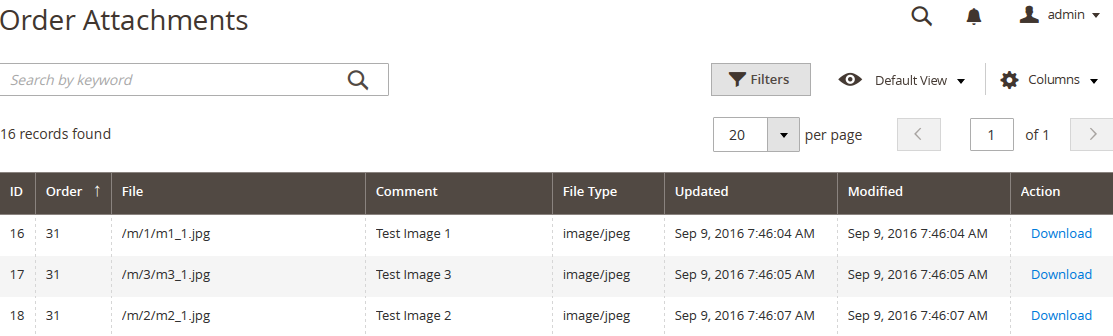 Order Attachments
admin
Search by keyword
Filters
Default View
Columns
16 records found
20 per page
1 of 1
ID Order ↑ File Comment File Type Updated Modified Action
16 31 /m/1/m1_1.jpg Test Image 1 image/jpeg Sep 9, 2016 7:46:04 AM Sep 9, 2016 7:46:04 AM Download
17 31 /m/3/m3_1.jpg Test Image 3 image/jpeg Sep 9, 2016 7:46:05 AM Sep 9, 2016 7:46:05 AM Download
18 31 /m/2/m2_1.jpg Test Image 2 image/jpeg Sep 9, 2016 7:46:07 AM Sep 9, 2016 7:46:07 AM Download